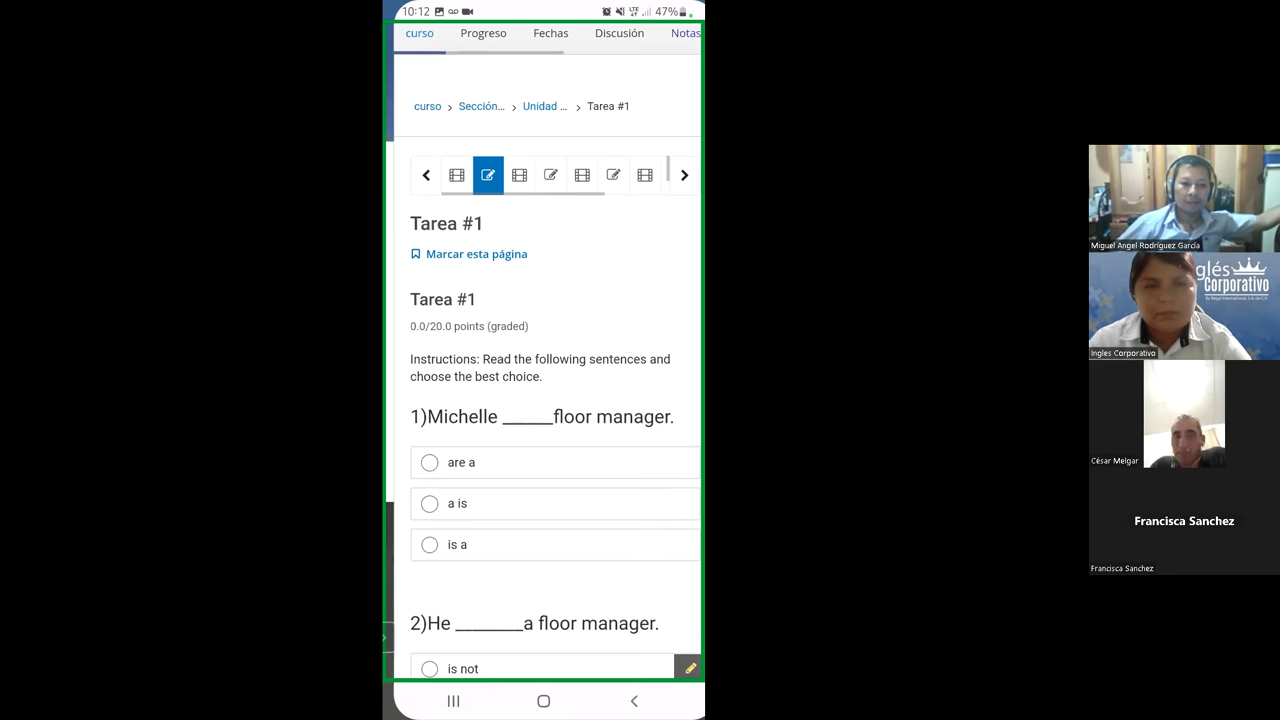 10:12
LTE
47%
curso Progreso Fechas Discusión Notas
curso > Sección... > Unidad ... > Tarea #1
Tarea #1
Marcar esta página
Tarea #1
0.0/20.0 points (graded)
Instructions: Read the following sentences and
choose the best choice.
1)Michelle ______floor manager.
are a
a is
is a
2)He ________a floor manager.
is not
Miguel Angel Rodríguez García
glés
Corporativo
Ingles Corporativo
César Melgar
Francisca Sanchez
Francisca Sanchez